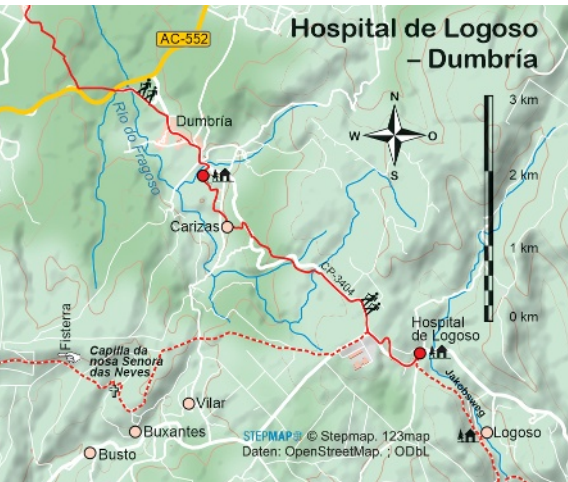 Hospital de Logoso
– Dumbría
AC-552
N
W
O
S
3 km
2 km
1 km
0 km
Rio do Fragoso
Dumbría
Carizas
CP-3404
Hospital
de Logoso
Fisterra
Capilla da
nosa Senora
das Neves.
Jakobsweg
Vilar
Buxantes
Busto
Logoso
STEPMAP © Stepmap. 123map
Daten: OpenStreetMap. ; ODbL